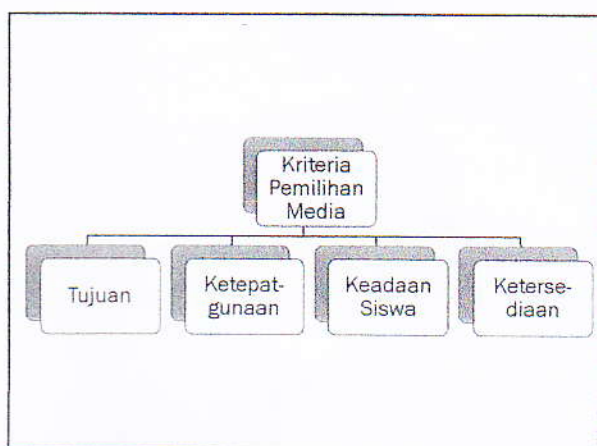 Kriteria
Pemilihan
Media
Tujuan
Ketepat-
gunaan
Keadaan
Siswa
Keterse-
diaan